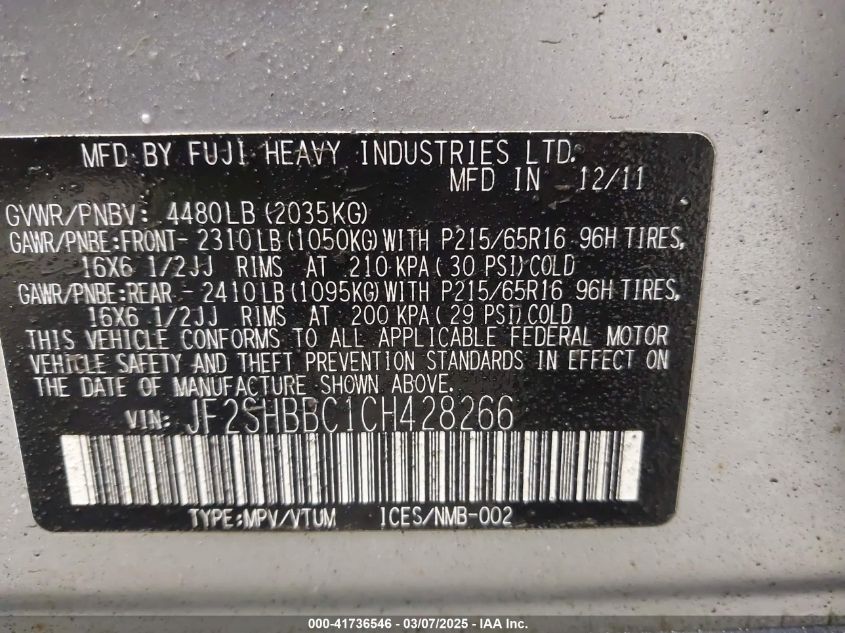 MFD BY FUJI HEAVY INDUSTRIES LTD.
MFD IN 12/11
GVWR/PNBV: 4480LB(2035KG)
GAWR/PNBE:FRONT- 2310LB(1050KG)WITH P215/65R16 96H TIRES,
16X6 1/2JJ RIMS AT 210 KPA(30 PSI)COLD
GAWR/PNBE:REAR - 2410LB(1095KG)WITH P215/65R16 96H TIRES,
16X6 1/2JJ RIMS AT 200 KPA(29 PSI)COLD
THIS VEHICLE CONFORMS TO ALL APPLICABLE FEDERAL MOTOR
VEHICLE SAFETY AND THEFT PREVENTION STANDARDS IN EFFECT ON
THE DATE OF MANUFACTURE SHOWN ABOVE.
VIN: JF2SHBBC1CH428266
TYPE:MPV/VTUM ICES/NMB-002
000-41736546 - 03/07/2025 - IAA Inc.